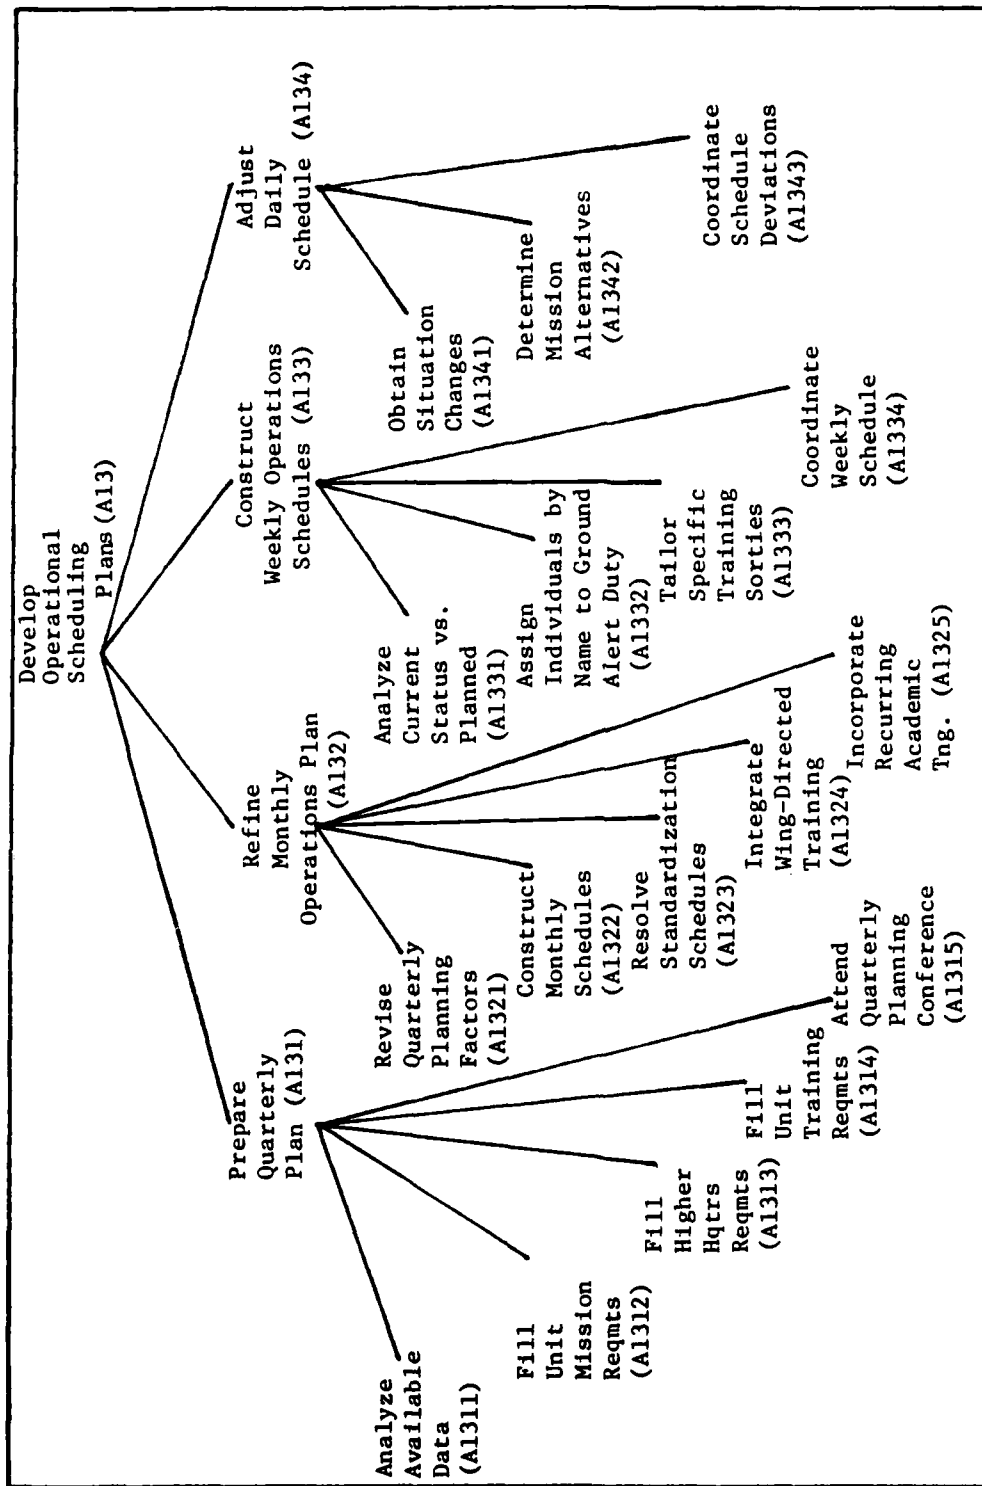 Develop
Operational
Scheduling
Plans (A13)
Prepare
Quarterly
Plan (A131)
Refine
Monthly
Operations Plan
(A132)
Construct
Weekly Operations
Schedules (A133)
Adjust
Daily
Schedule (A134)
Analyze
Available
Data
(A1311)
Fill
Unit
Mission
Reqmts
(A1312)
Fill
Higher
Hqtrs
Reqmts
(A1313)
Fill
Unit
Training
Reqmts
(A1314)
Attend
Quarterly
Planning
Conference
(A1315)
Revise
Quarterly
Planning
Factors
(A1321)
Construct
Monthly
Schedules
(A1322)
Resolve
Standardization
Schedules
(A1323)
Integrate
Wing-Directed
Training
(A1324)
Incorporate
Recurring
Academic
Tng. (A1325)
Analyze
Current
Status vs.
Planned
(A1331)
Assign
Individuals by
Name to Ground
Alert Duty
(A1332)
Tailor
Specific
Training
Sorties
(A1333)
Coordinate
Weekly
Schedule
(A1334)
Obtain
Situation
Changes
(A1341)
Determine
Mission
Alternatives
(A1342)
Coordinate
Schedule
Deviations
(A1343)